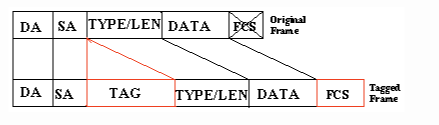 DA SA TYPE/LEN DATA FCS Original
Frame
DA SA TAG TYPE/LEN DATA FCS Tagged
Frame